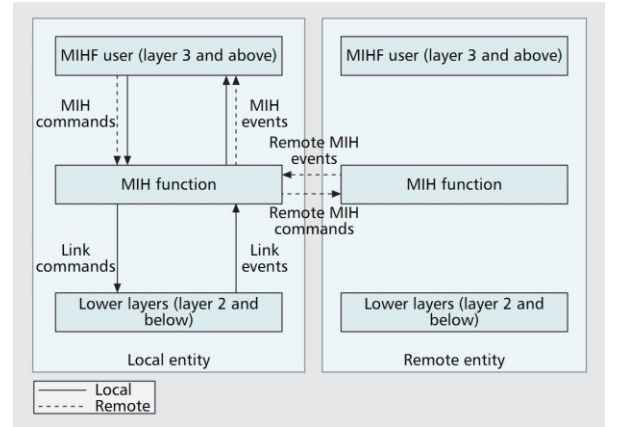 MIHF user (layer 3 and above)
MIHF user (layer 3 and above)
MIH
commands
MIH
events
Remote MIH
events
MIH function
MIH function
Remote MIH
commands
Link
commands
Link
events
Lower layers (layer 2 and
below)
Lower layers (layer 2 and
below)
Local entity
Remote entity
Local
Remote